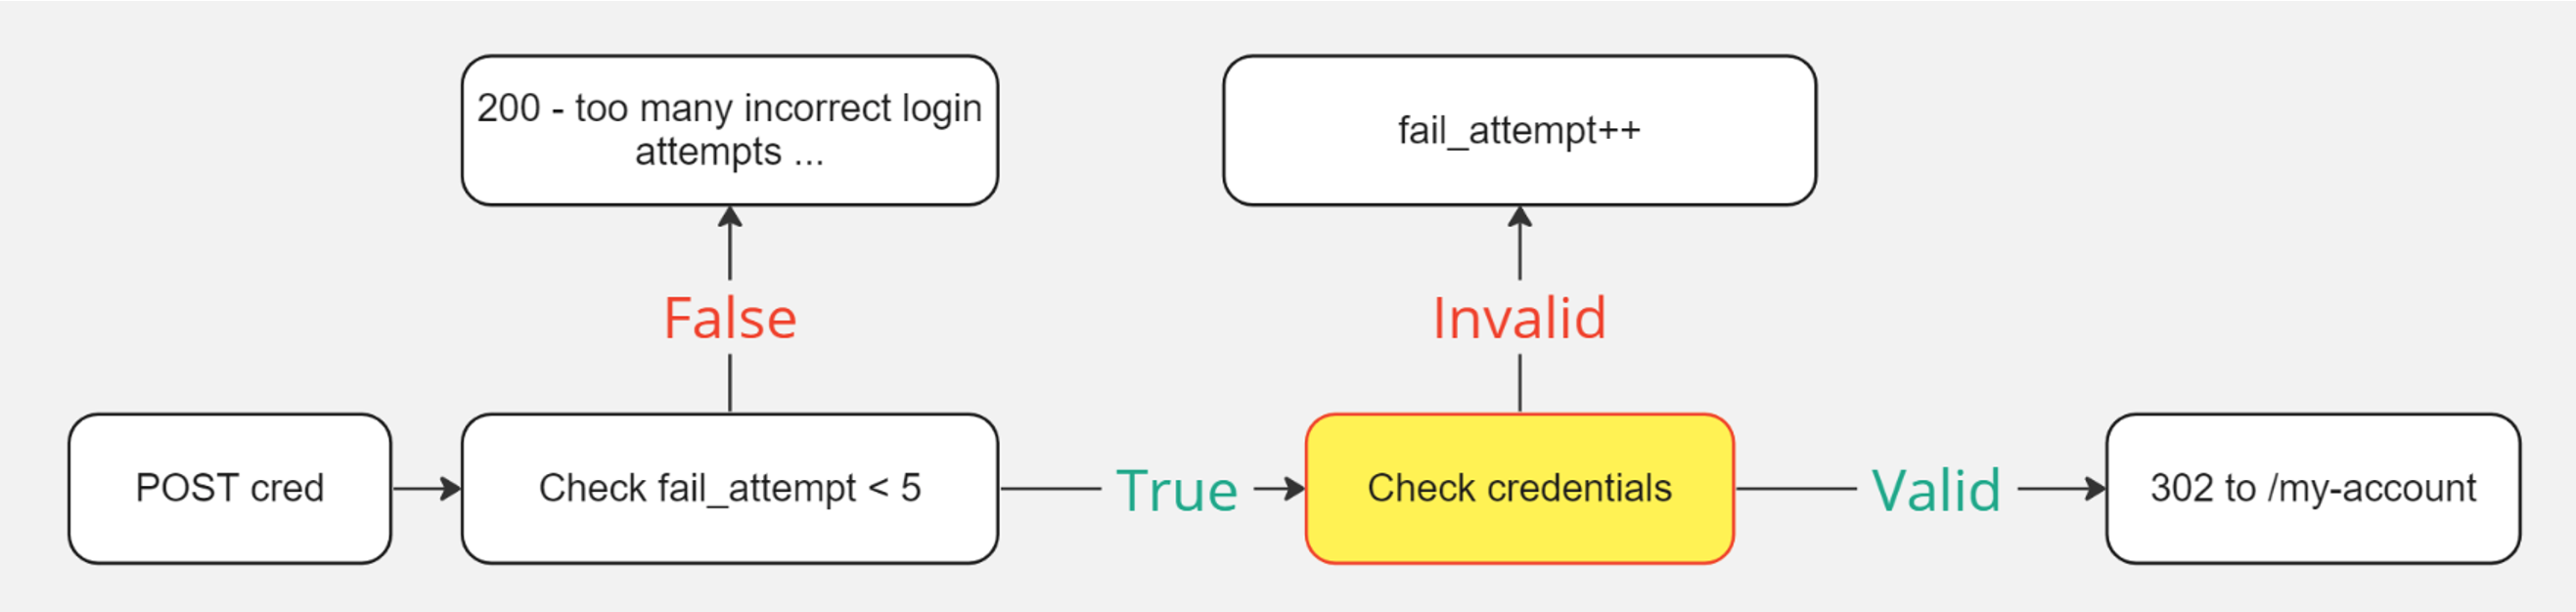 200 - too many incorrect login
attempts ...
fail_attempt++
False
Invalid
POST cred
Check fail_attempt < 5
True
Check credentials
Valid
302 to /my-account